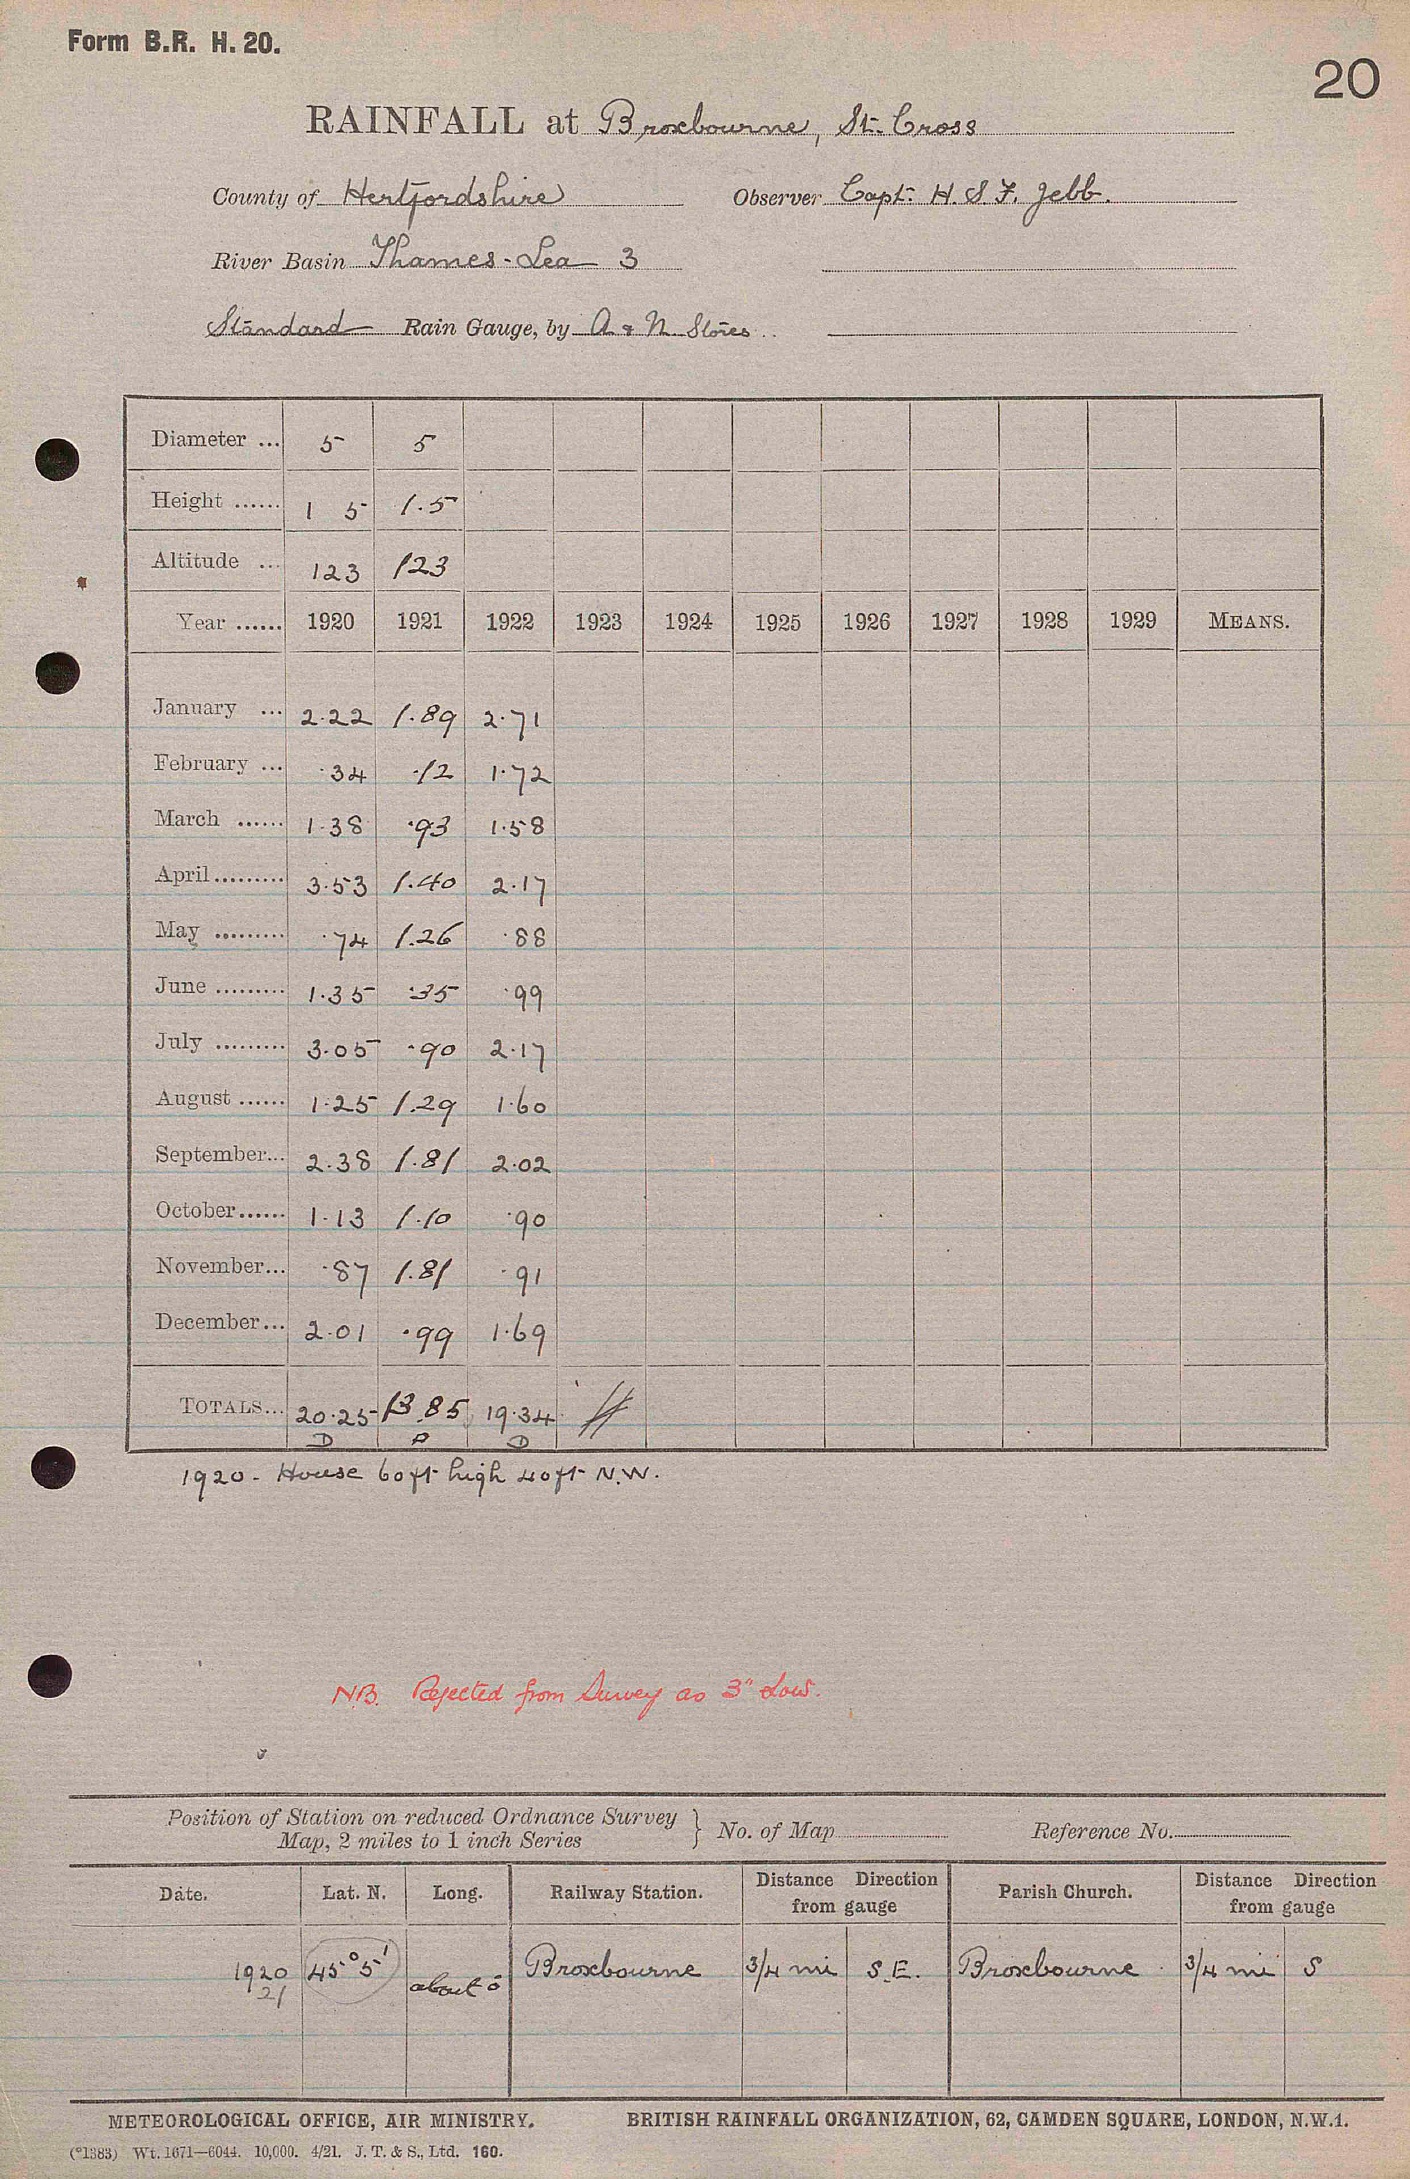 Form B.R. H. 20.
20
RAINFALL at Broxbourne, St. Cross
County of Hertfordshire Observer Capt. H. S. F. Jebb.
River Basin Thames - Lea 3
Standard Rain Gauge, by A & N Stores
Diameter ... 5 5
Height ...... 1 5 1.5
Altitude ... 123 123
Year ...... 1920 1921 1922 1923 1924 1925 1926 1927 1928 1929 MEANS.
January ... 2.22 1.89 2.71
February ... .34 .12 1.72
March ...... 1.38 .93 1.58
April ......... 3.53 1.40 2.17
May ......... .74 1.26 .88
June ......... 1.35 .35 .99
July ......... 3.05 .90 2.17
August ...... 1.25 1.29 1.60
September... 2.38 1.81 2.02
October...... 1.13 1.10 .90
November... .87 1.81 .91
December... 2.01 .99 1.69
TOTALS... 20.25 13.85 19.34
D D D
1920 - House 60ft high 40ft N.W.
N.B. Rejected from Survey as 3" Low.
Position of Station on reduced Ordnance Survey Map, 2 miles to 1 inch Series } No. of Map Reference No.
Date. Lat. N. Long. Railway Station. Distance Direction from gauge Parish Church. Distance Direction from gauge
1920 45° 5' about 0 Broxbourne 3/4 mi S.E. Broxbourne 3/4 mi S
21
METEOROLOGICAL OFFICE, AIR MINISTRY. BRITISH RAINFALL ORGANIZATION, 62, CAMDEN SQUARE, LONDON, N.W.1.
(*1383) Wt. 1671—6044. 10,000. 4/21. J. T. & S., Ltd. 160.